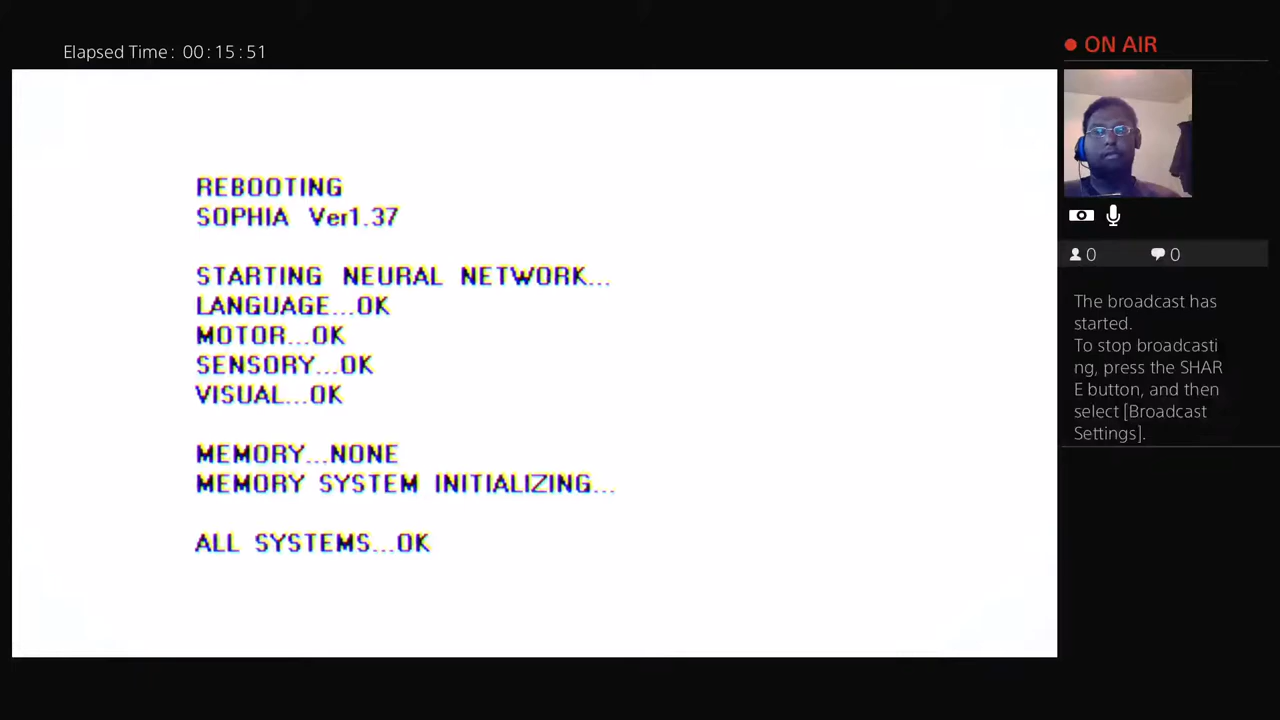 Elapsed Time: 00:15:51
ON AIR
REBOOTING
SOPHIA Ver1.37
STARTING NEURAL NETWORK...
LANGUAGE...OK
MOTOR...OK
SENSORY...OK
VISUAL...OK
MEMORY...NONE
MEMORY SYSTEM INITIALIZING...
ALL SYSTEMS...OK
0
0
The broadcast has
started.
To stop broadcasti
ng, press the SHAR
E button, and then
select [Broadcast
Settings].